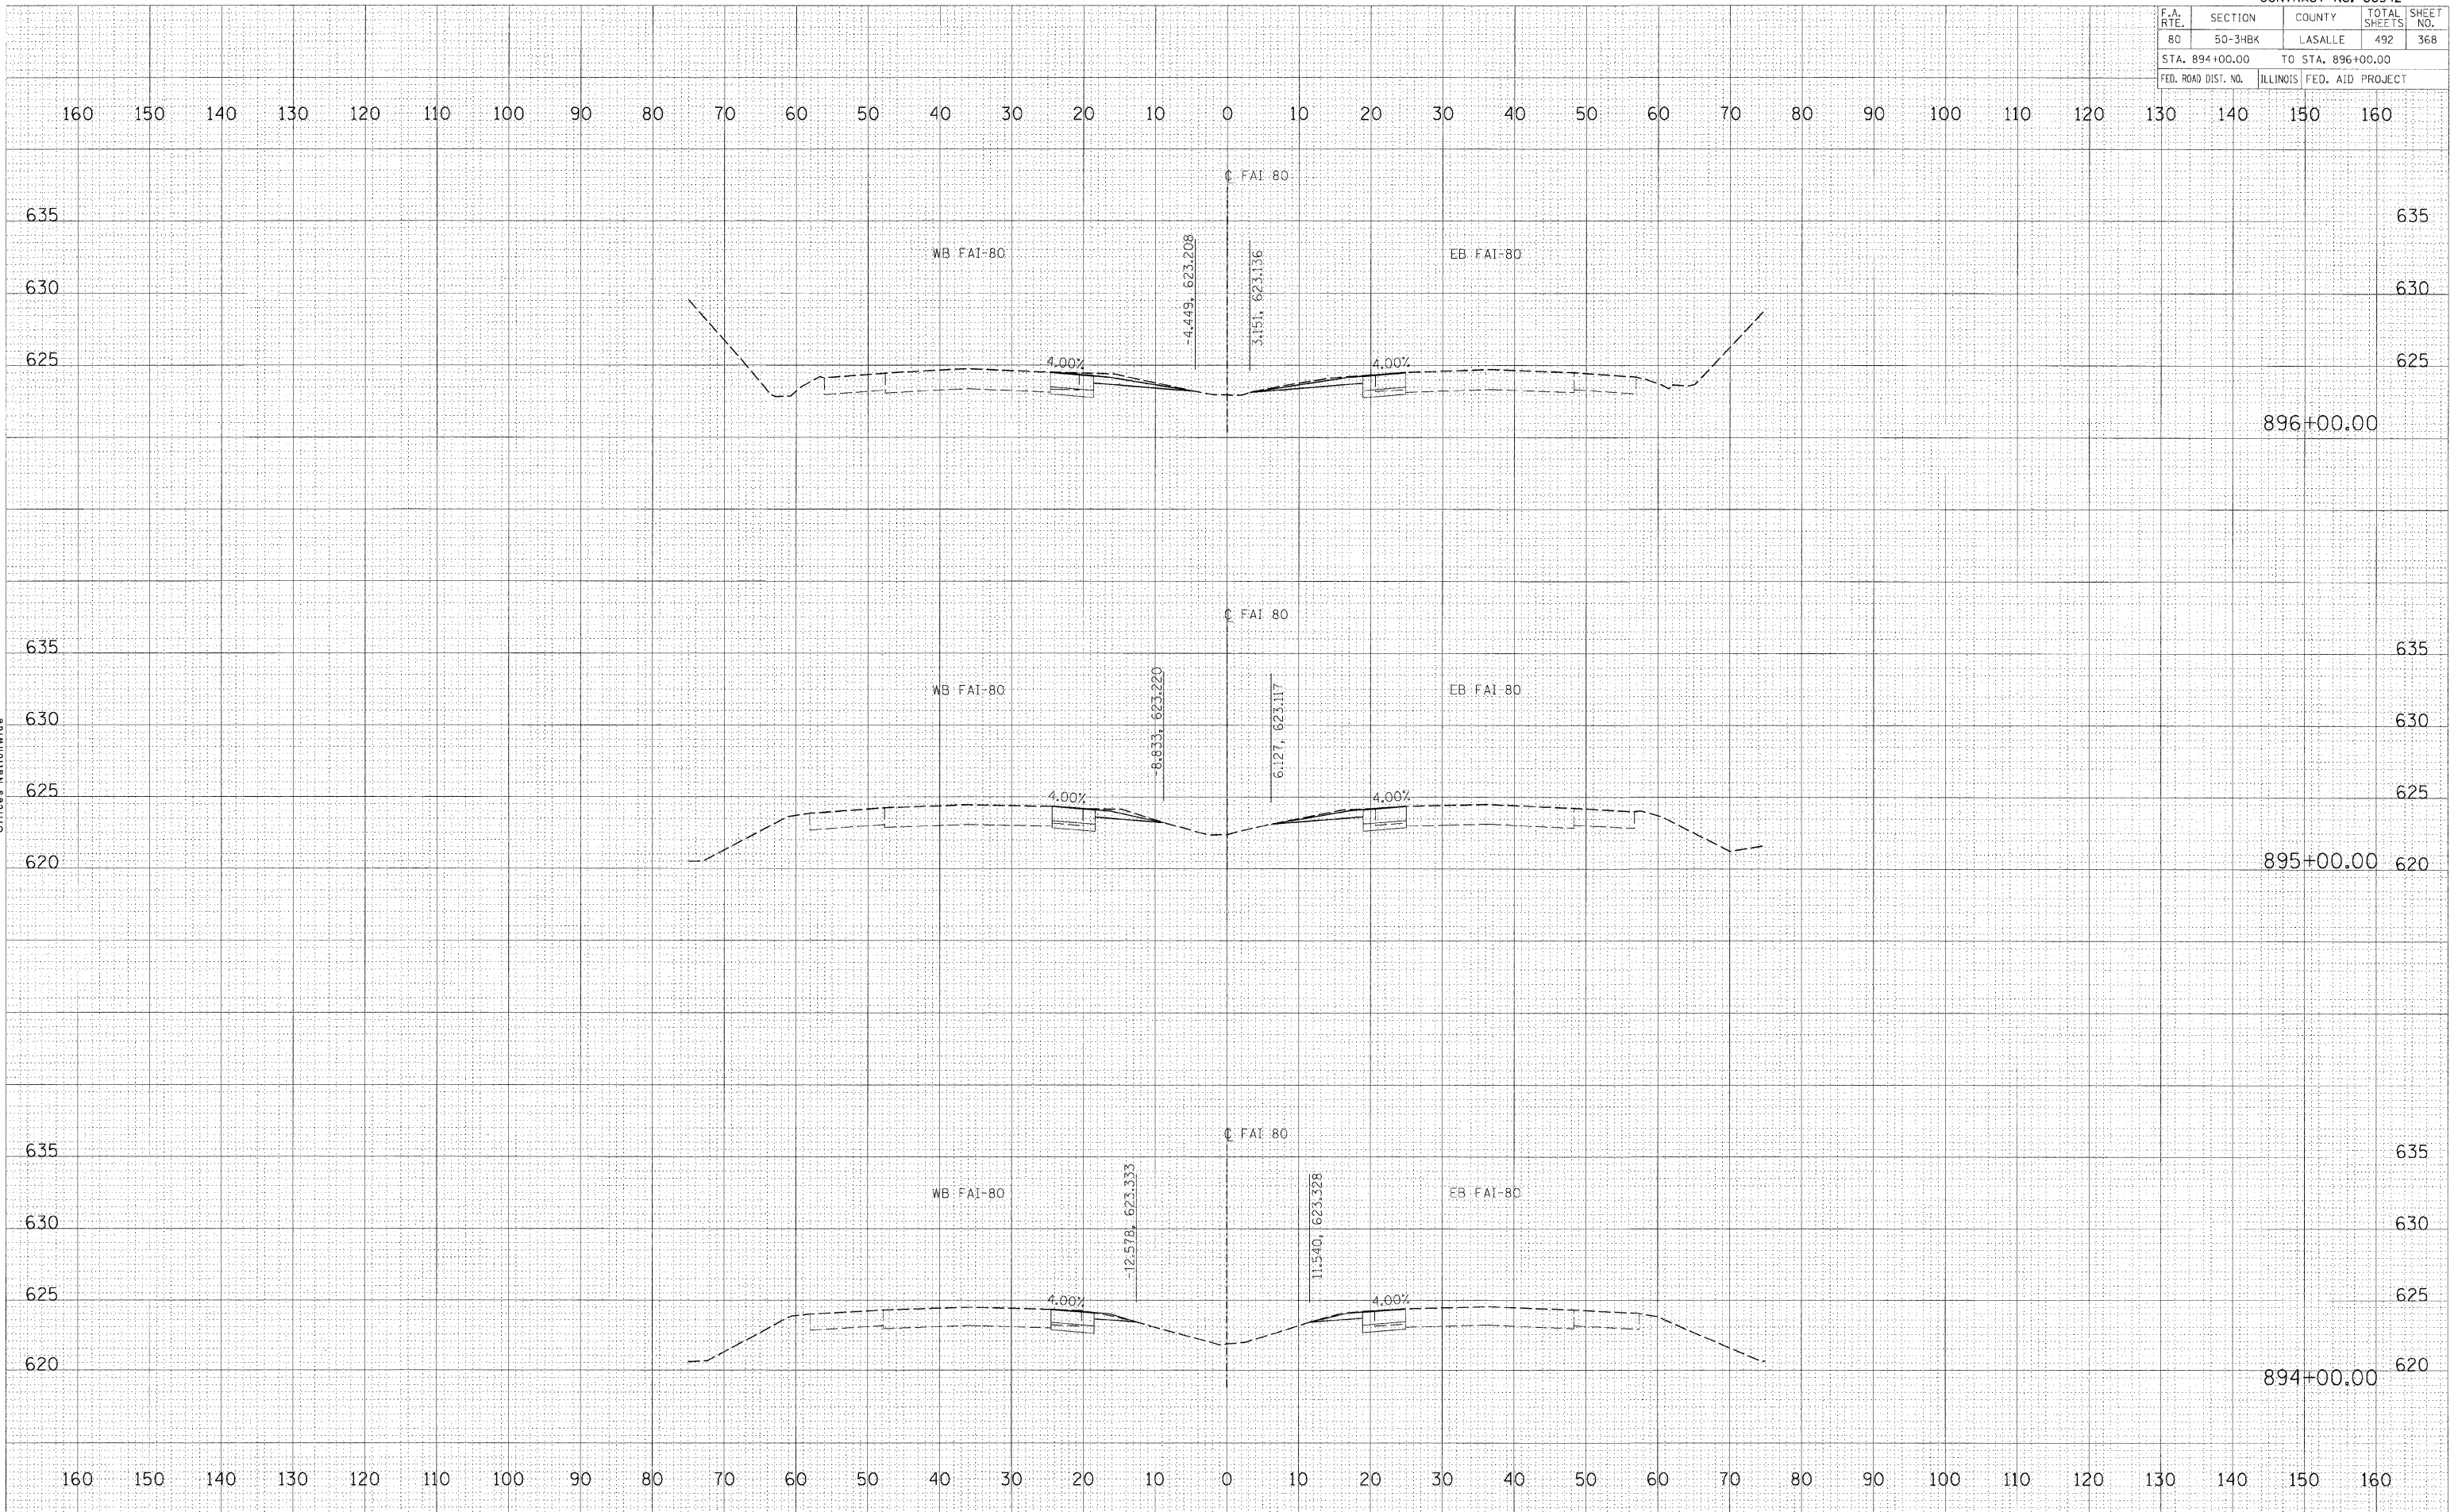 F.A. RTE. SECTION COUNTY TOTAL SHEETS SHEET NO.
80 50-3HBK LASALLE 492 368
STA. 894+00.00 TO STA. 896+00.00
FED. ROAD DIST. NO. ILLINOIS FED. AID PROJECT
160 150 140 130 120 110 100 90 80 70 60 50 40 30 20 10 0 10 20 30 40 50 60 70 80 90 100 110 120 130 140 150 160
℄ FAI 80
635 635
WB FAI-80 -4.449, 623.208 3.151, 623.136 EB FAI-80
630 630
625 4.00% 4.00% 625
896+00.00
℄ FAI 80
635 635
WB FAI-80 -8.833, 623.220 6.127, 623.117 EB FAI-80
630 630
625 4.00% 4.00% 625
620 895+00.00 620
℄ FAI 80
635 635
WB FAI-80 -12.578, 623.333 11.540, 623.328 EB FAI-80
630 630
625 4.00% 4.00% 625
620 620
894+00.00
160 150 140 130 120 110 100 90 80 70 60 50 40 30 20 10 0 10 20 30 40 50 60 70 80 90 100 110 120 130 140 150 160